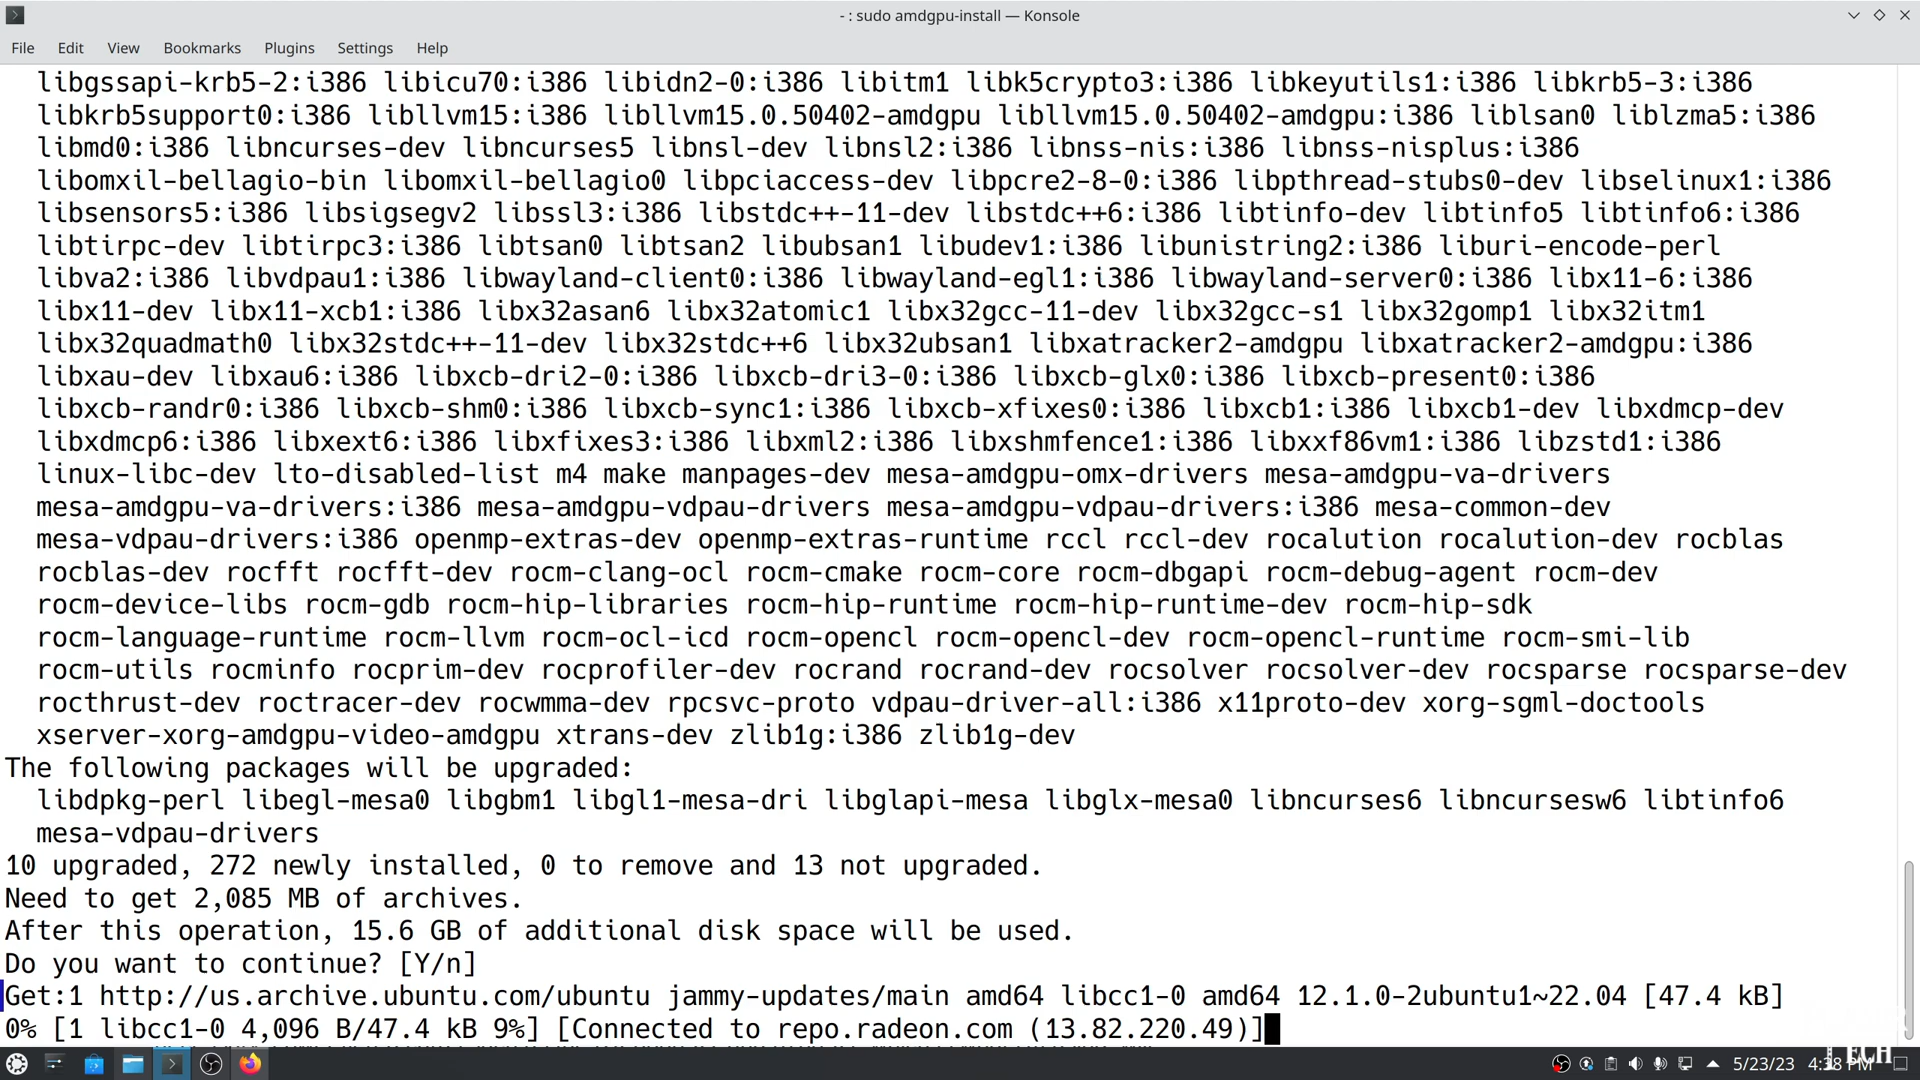 - : sudo amdgpu-install — Konsole
File Edit View Bookmarks Plugins Settings Help
libgssapi-krb5-2:i386 libicu70:i386 libidn2-0:i386 libitm1 libk5crypto3:i386 libkeyutils1:i386 libkrb5-3:i386
libkrb5support0:i386 libllvm15:i386 libllvm15.0.50402-amdgpu libllvm15.0.50402-amdgpu:i386 liblsan0 liblzma5:i386
libmd0:i386 libncurses-dev libncurses5 libnsl-dev libnsl2:i386 libnss-nis:i386 libnss-nisplus:i386
libomxil-bellagio-bin libomxil-bellagio0 libpciaccess-dev libpcre2-8-0:i386 libpthread-stubs0-dev libselinux1:i386
libsensors5:i386 libsigsegv2 libssl3:i386 libstdc++-11-dev libstdc++6:i386 libtinfo-dev libtinfo5 libtinfo6:i386
libtirpc-dev libtirpc3:i386 libtsan0 libtsan2 libubsan1 libudev1:i386 libunistring2:i386 liburi-encode-perl
libva2:i386 libvdpau1:i386 libwayland-client0:i386 libwayland-egl1:i386 libwayland-server0:i386 libx11-6:i386
libx11-dev libx11-xcb1:i386 libx32asan6 libx32atomic1 libx32gcc-11-dev libx32gcc-s1 libx32gomp1 libx32itm1
libx32quadmath0 libx32stdc++-11-dev libx32stdc++6 libx32ubsan1 libxatracker2-amdgpu libxatracker2-amdgpu:i386
libxau-dev libxau6:i386 libxcb-dri2-0:i386 libxcb-dri3-0:i386 libxcb-glx0:i386 libxcb-present0:i386
libxcb-randr0:i386 libxcb-shm0:i386 libxcb-sync1:i386 libxcb-xfixes0:i386 libxcb1:i386 libxcb1-dev libxdmcp-dev
libxdmcp6:i386 libxext6:i386 libxfixes3:i386 libxml2:i386 libxshmfence1:i386 libxxf86vm1:i386 libzstd1:i386
linux-libc-dev lto-disabled-list m4 make manpages-dev mesa-amdgpu-omx-drivers mesa-amdgpu-va-drivers
mesa-amdgpu-va-drivers:i386 mesa-amdgpu-vdpau-drivers mesa-amdgpu-vdpau-drivers:i386 mesa-common-dev
mesa-vdpau-drivers:i386 openmp-extras-dev openmp-extras-runtime rccl rccl-dev rocalution rocalution-dev rocblas
rocblas-dev rocfft rocfft-dev rocm-clang-ocl rocm-cmake rocm-core rocm-dbgapi rocm-debug-agent rocm-dev
rocm-device-libs rocm-gdb rocm-hip-libraries rocm-hip-runtime rocm-hip-runtime-dev rocm-hip-sdk
rocm-language-runtime rocm-llvm rocm-ocl-icd rocm-opencl rocm-opencl-dev rocm-opencl-runtime rocm-smi-lib
rocm-utils rocminfo rocprim-dev rocprofiler-dev rocrand rocrand-dev rocsolver rocsolver-dev rocsparse rocsparse-dev
rocthrust-dev roctracer-dev rocwmma-dev rpcsvc-proto vdpau-driver-all:i386 x11proto-dev xorg-sgml-doctools
xserver-xorg-amdgpu-video-amdgpu xtrans-dev zlib1g:i386 zlib1g-dev
The following packages will be upgraded:
libdpkg-perl libegl-mesa0 libgbm1 libgl1-mesa-dri libglapi-mesa libglx-mesa0 libncurses6 libncursesw6 libtinfo6
mesa-vdpau-drivers
10 upgraded, 272 newly installed, 0 to remove and 13 not upgraded.
Need to get 2,085 MB of archives.
After this operation, 15.6 GB of additional disk space will be used.
Do you want to continue? [Y/n]
Get:1 http://us.archive.ubuntu.com/ubuntu jammy-updates/main amd64 libcc1-0 amd64 12.1.0-2ubuntu1~22.04 [47.4 kB]
0% [1 libcc1-0 4,096 B/47.4 kB 9%] [Connected to repo.radeon.com (13.82.220.49)]
5/23/23 4:38 PM
TECH